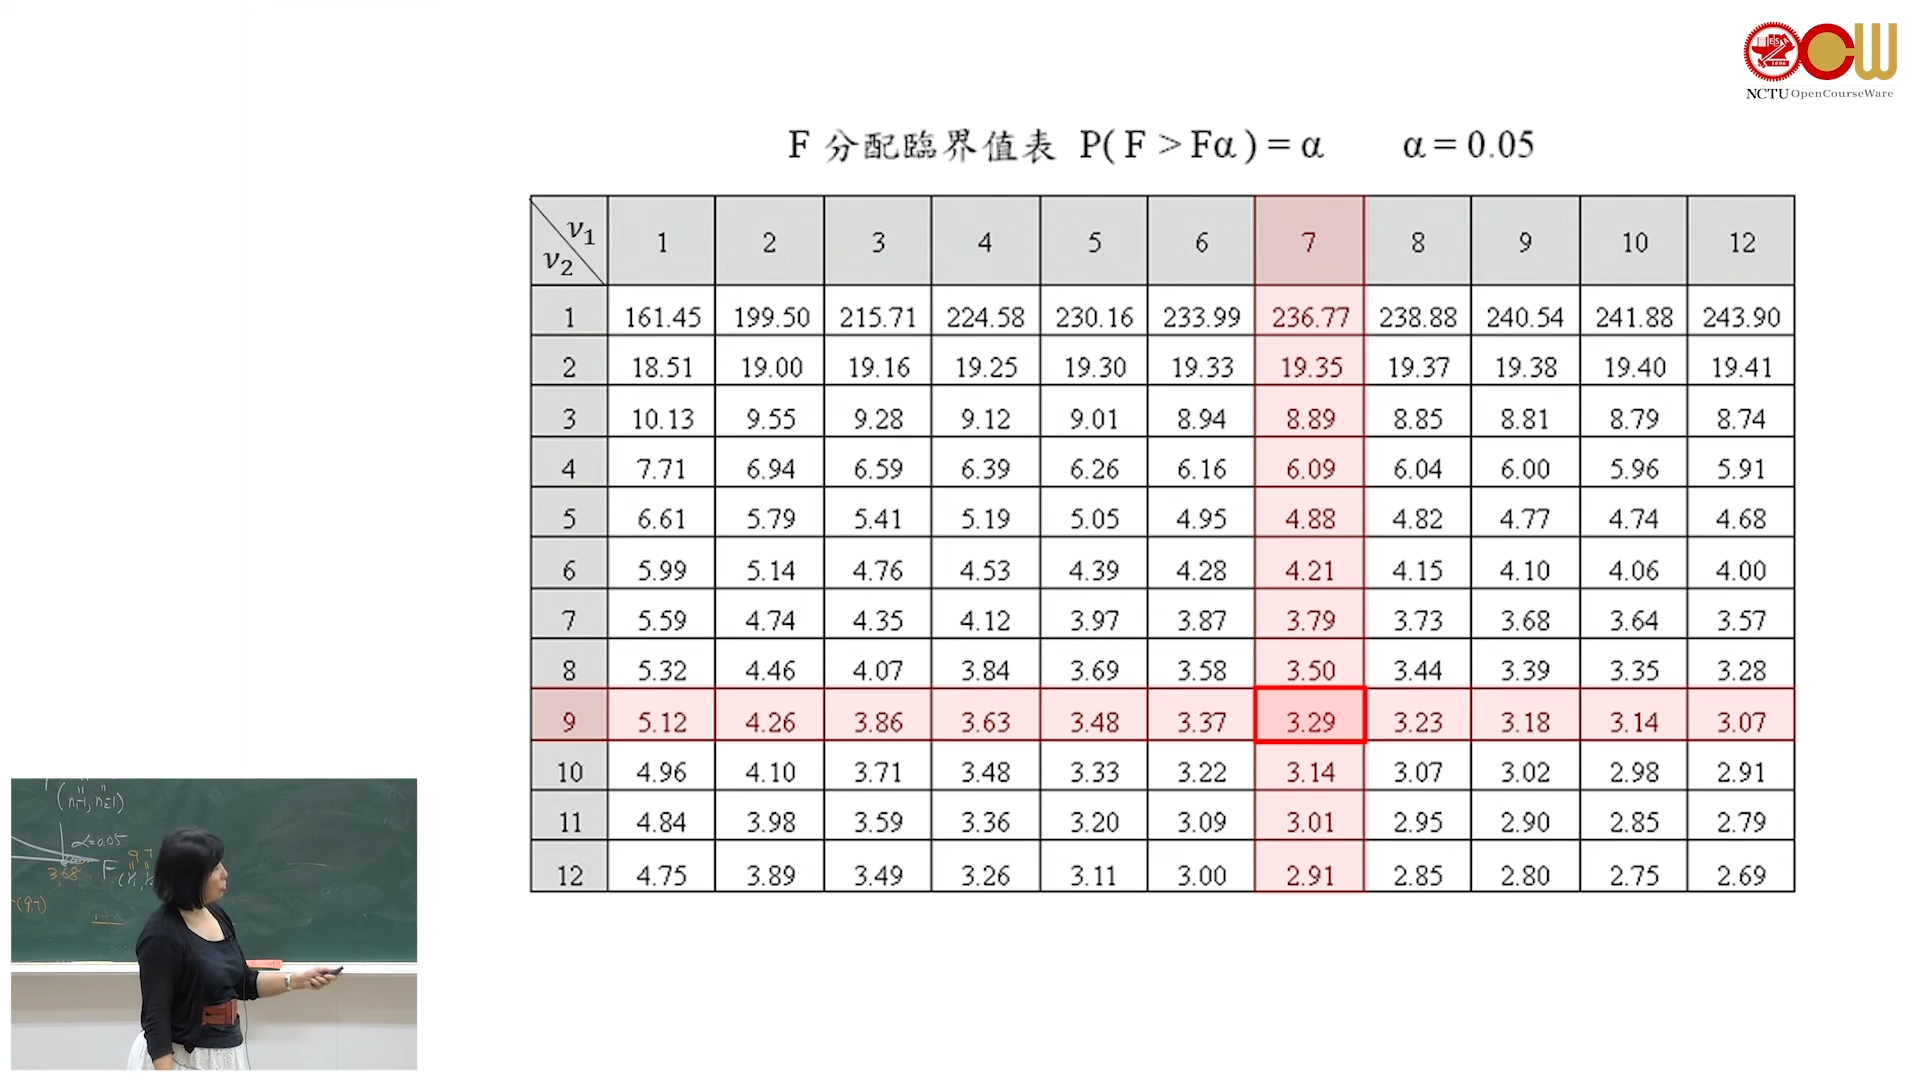 NCTU OpenCourseWare
F 分配臨界值表 P( F > Fα ) = α α = 0.05
ν1 1 2 3 4 5 6 7 8 9 10 12
ν2
1 161.45 199.50 215.71 224.58 230.16 233.99 236.77 238.88 240.54 241.88 243.90
2 18.51 19.00 19.16 19.25 19.30 19.33 19.35 19.37 19.38 19.40 19.41
3 10.13 9.55 9.28 9.12 9.01 8.94 8.89 8.85 8.81 8.79 8.74
4 7.71 6.94 6.59 6.39 6.26 6.16 6.09 6.04 6.00 5.96 5.91
5 6.61 5.79 5.41 5.19 5.05 4.95 4.88 4.82 4.77 4.74 4.68
6 5.99 5.14 4.76 4.53 4.39 4.28 4.21 4.15 4.10 4.06 4.00
7 5.59 4.74 4.35 4.12 3.97 3.87 3.79 3.73 3.68 3.64 3.57
8 5.32 4.46 4.07 3.84 3.69 3.58 3.50 3.44 3.39 3.35 3.28
9 5.12 4.26 3.86 3.63 3.48 3.37 3.29 3.23 3.18 3.14 3.07
10 4.96 4.10 3.71 3.48 3.33 3.22 3.14 3.07 3.02 2.98 2.91
11 4.84 3.98 3.59 3.36 3.20 3.09 3.01 2.95 2.90 2.85 2.79
12 4.75 3.89 3.49 3.26 3.11 3.00 2.91 2.85 2.80 2.75 2.69
α=0.05
9 7
3.68 F
(9,7)